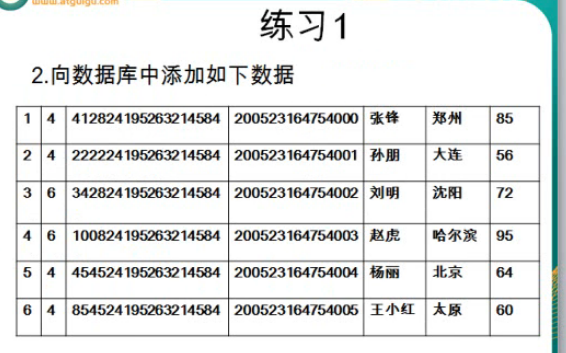 www.atguigu.com
练习1
2.向数据库中添加如下数据
1 4 412824195263214584 200523164754000 张锋 郑州 85
2 4 222224195263214584 200523164754001 孙朋 大连 56
3 6 342824195263214584 200523164754002 刘明 沈阳 72
4 6 100824195263214584 200523164754003 赵虎 哈尔滨 95
5 4 454524195263214584 200523164754004 杨丽 北京 64
6 4 854524195263214584 200523164754005 王小红 太原 60